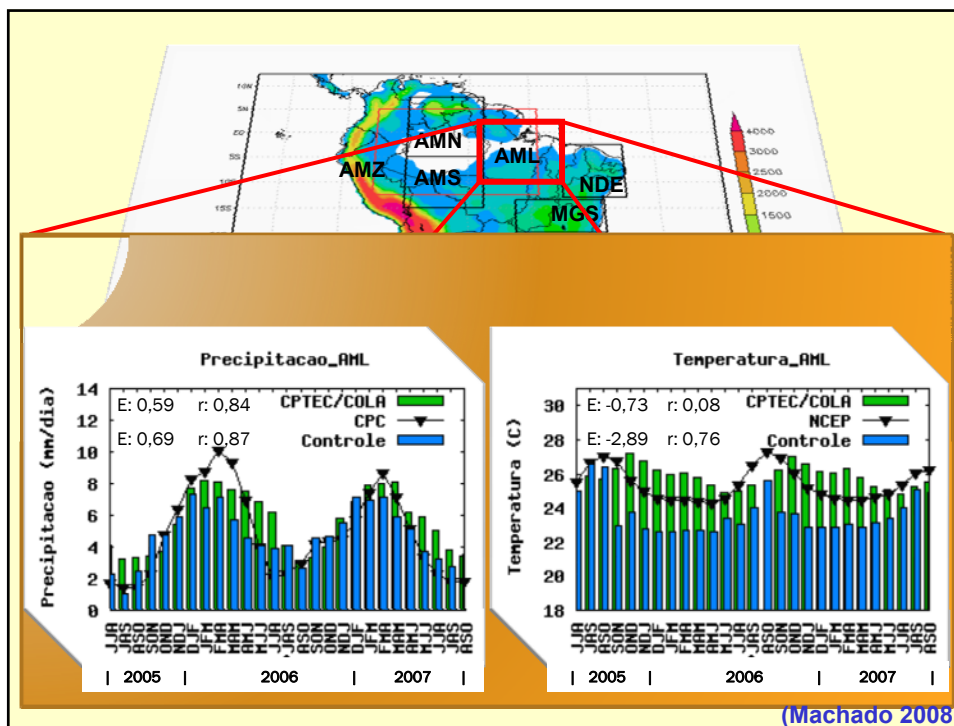 10N
5N
5S
10S
15S
AMN
AML
AMZ
AMS
NDE
MGS
4000
3000
2500
2000
1500
Precipitacao_AML
E: 0,59 r: 0,84 CPTEC/COLA
CPC
E: 0,69 r: 0,87 Controle
Precipitacao (mm/dia)
14
12
10
8
6
4
2
0
JJA JAS ASO SON OND NDJ DJF JFM FMA MAM AMJ MJJ JJA JAS ASO SON OND NDJ DJF JFM FMA MAM AMJ MJJ JJA JAS ASO
| 2005 | 2006 | 2007 |
Temperatura_AML
E: -0,73 r: 0,08 CPTEC/COLA
NCEP
E: -2,89 r: 0,76 Controle
Temperatura (C)
30
28
26
24
22
20
18
JJA JAS ASO SON OND NDJ DJF JFM FMA MAM AMJ MJJ JJA JAS ASO SON OND NDJ DJF JFM FMA MAM AMJ MJJ JJA JAS ASO
| 2005 | 2006 | 2007 |
(Machado 2008